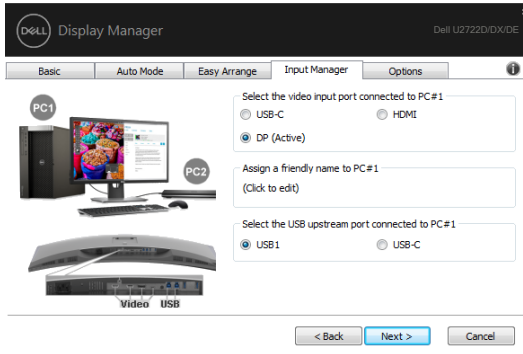 DELL Display Manager
Dell U2722D/DX/DE
Basic Auto Mode Easy Arrange Input Manager Options
PC1
PC2
Video USB
Select the video input port connected to PC#1
USB-C HDMI
DP (Active)
Assign a friendly name to PC#1
(Click to edit)
Select the USB upstream port connected to PC#1
USB1 USB-C
< Back Next > Cancel